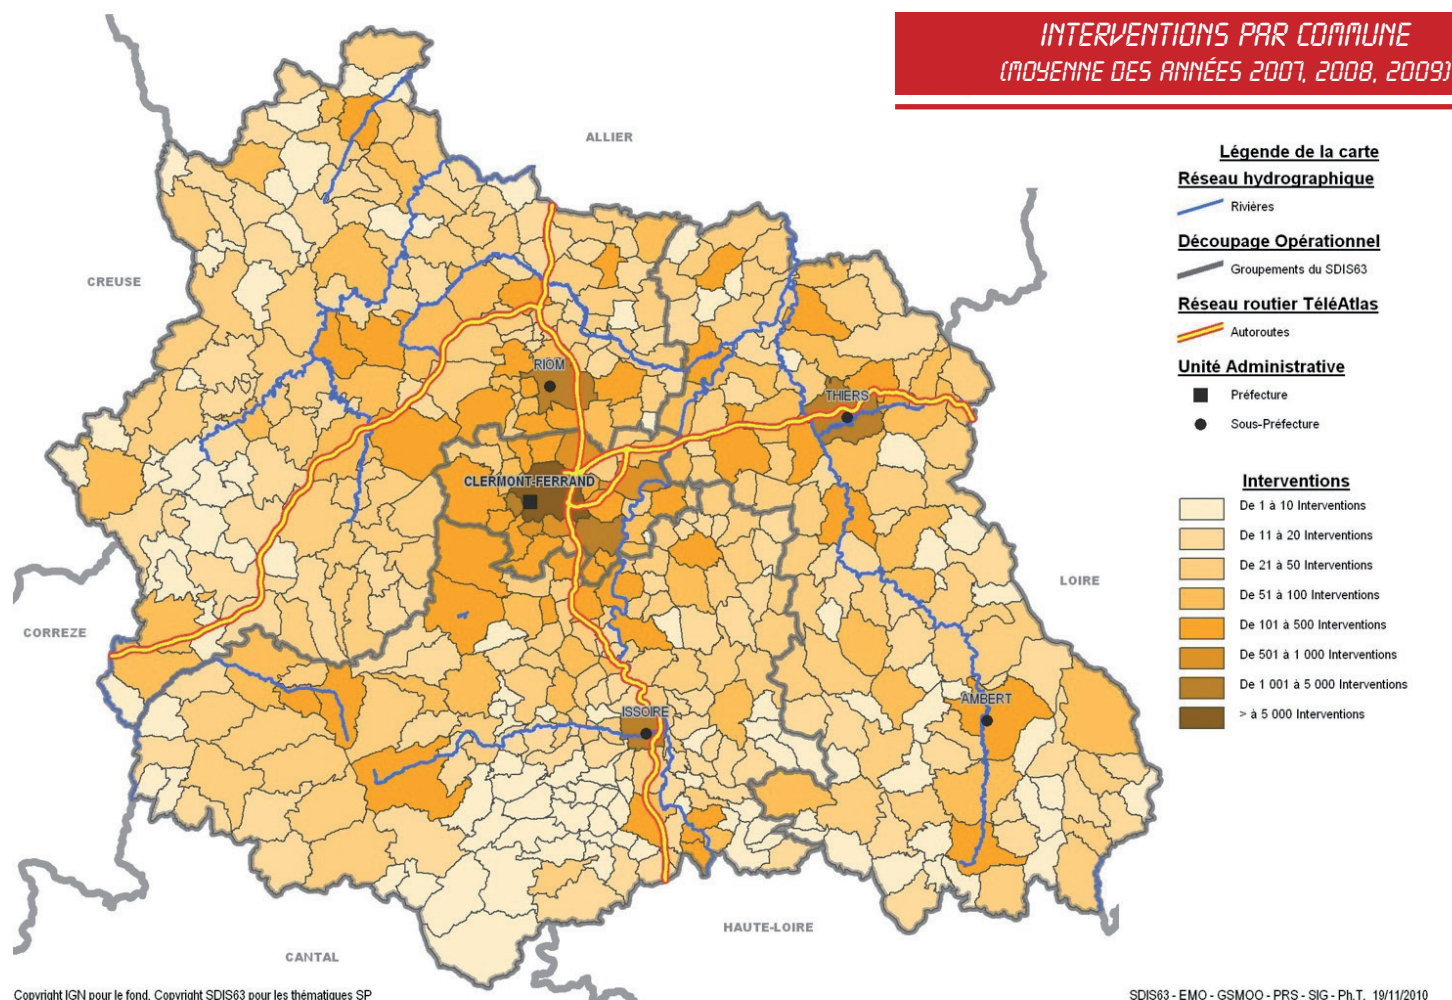 INTERVENTIONS PAR COMMUNE
(MOYENNE DES ANNÉES 2007, 2008, 2009)
Légende de la carte
Réseau hydrographique
Rivières
Découpage Opérationnel
Groupements du SDIS63
Réseau routier TéléAtlas
Autoroutes
Unité Administrative
Préfecture
Sous-Préfecture
Interventions
De 1 à 10 Interventions
De 11 à 20 Interventions
De 21 à 50 Interventions
De 51 à 100 Interventions
De 101 à 500 Interventions
De 501 à 1 000 Interventions
De 1 001 à 5 000 Interventions
> à 5 000 Interventions
ALLIER
CREUSE
RIOM
THIERS
CLERMONT-FERRAND
LOIRE
CORREZE
AMBERT
ISSOIRE
HAUTE-LOIRE
CANTAL
Copyright IGN pour le fond, Copyright SDIS63 pour les thématiques SP
SDIS63 - EMO - GSMOO - PRS - SIG - Ph.T. 19/11/2010